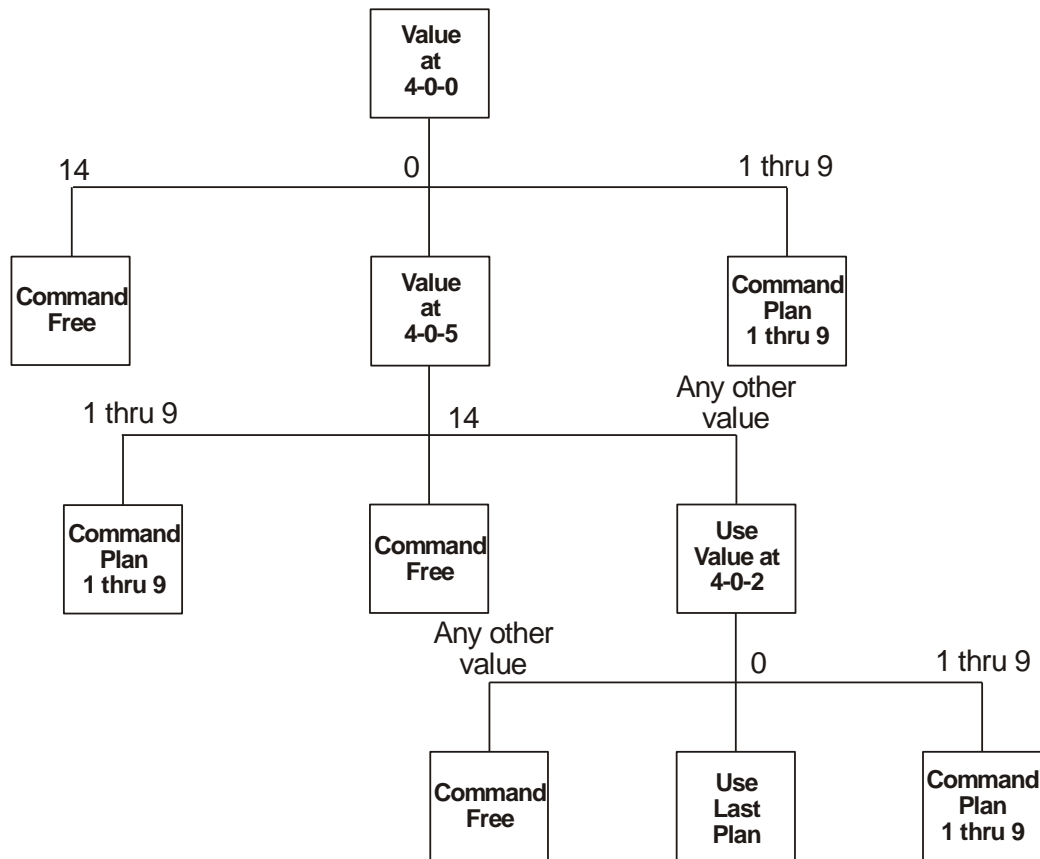 Value
at
4-0-0
14
0
1 thru 9
Command
Free
Value
at
4-0-5
Command
Plan
1 thru 9
1 thru 9
14
Any other
value
Command
Plan
1 thru 9
Command
Free
Use
Value at
4-0-2
Any other
value
0
1 thru 9
Command
Free
Use
Last
Plan
Command
Plan
1 thru 9